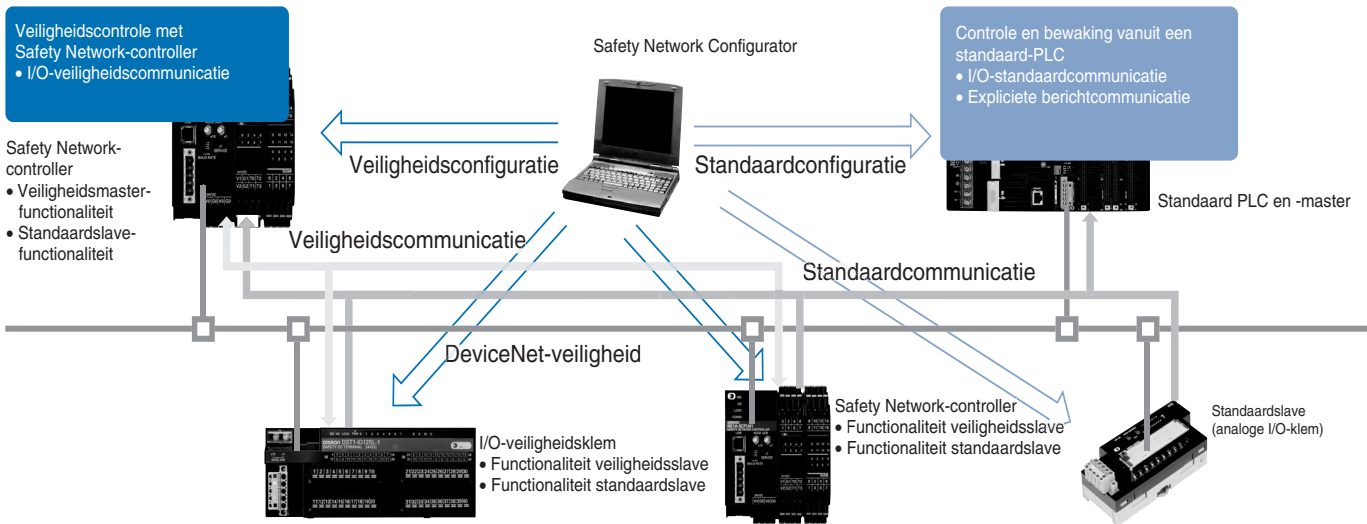 Veiligheidscontrole met
Safety Network-controller
• I/O-veiligheidscommunicatie
Safety Network Configurator
Controle en bewaking vanuit een
standaard-PLC
• I/O-standaardcommunicatie
• Expliciete berichtcommunicatie
Safety Network-
controller
• Veiligheidsmaster-
functionaliteit
• Standaardslave-
functionaliteit
Veiligheidsconfiguratie
Standaardconfiguratie
Standaard PLC en -master
Veiligheidscommunicatie
Standaardcommunicatie
DeviceNet-veiligheid
I/O-veiligheidsklem
• Functionaliteit veiligheidsslave
• Functionaliteit standaardslave
Safety Network-controller
• Functionaliteit veiligheidsslave
• Functionaliteit standaardslave
Standaardslave
(analoge I/O-klem)